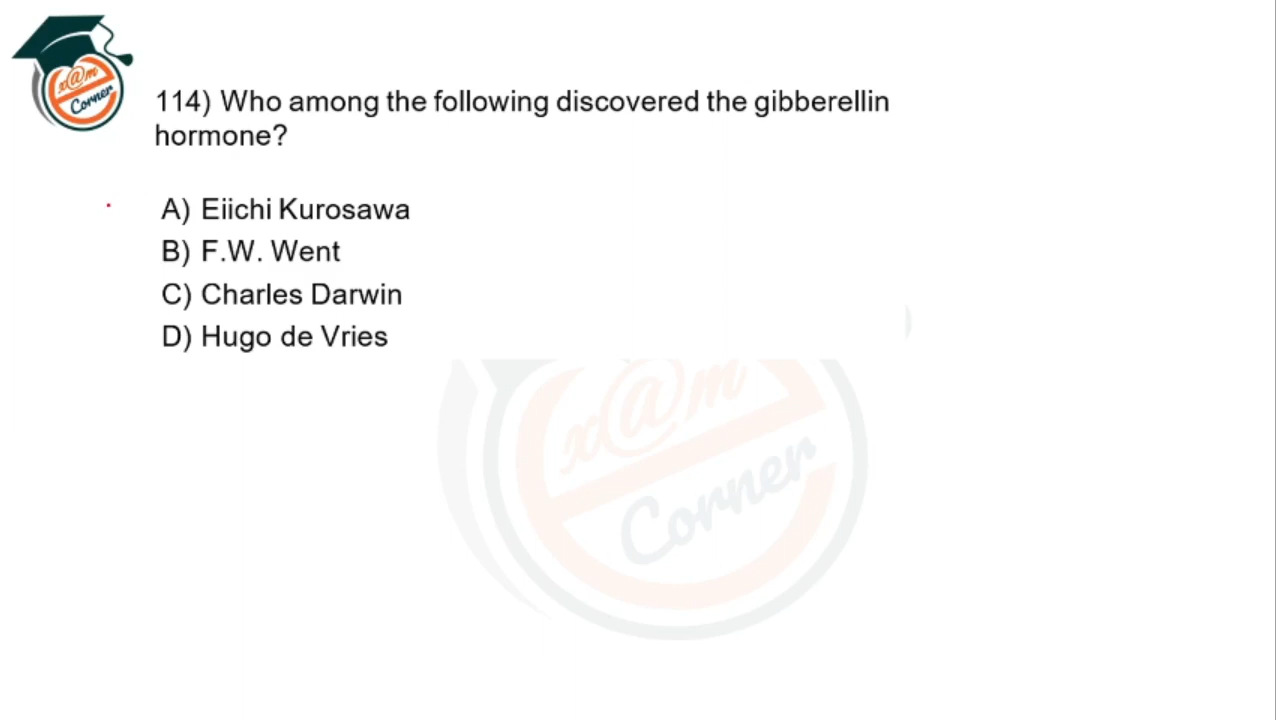 x@m
Corner
114) Who among the following discovered the gibberellin
hormone?
A) Eiichi Kurosawa
B) F.W. Went
C) Charles Darwin
D) Hugo de Vries
x@m
Corner